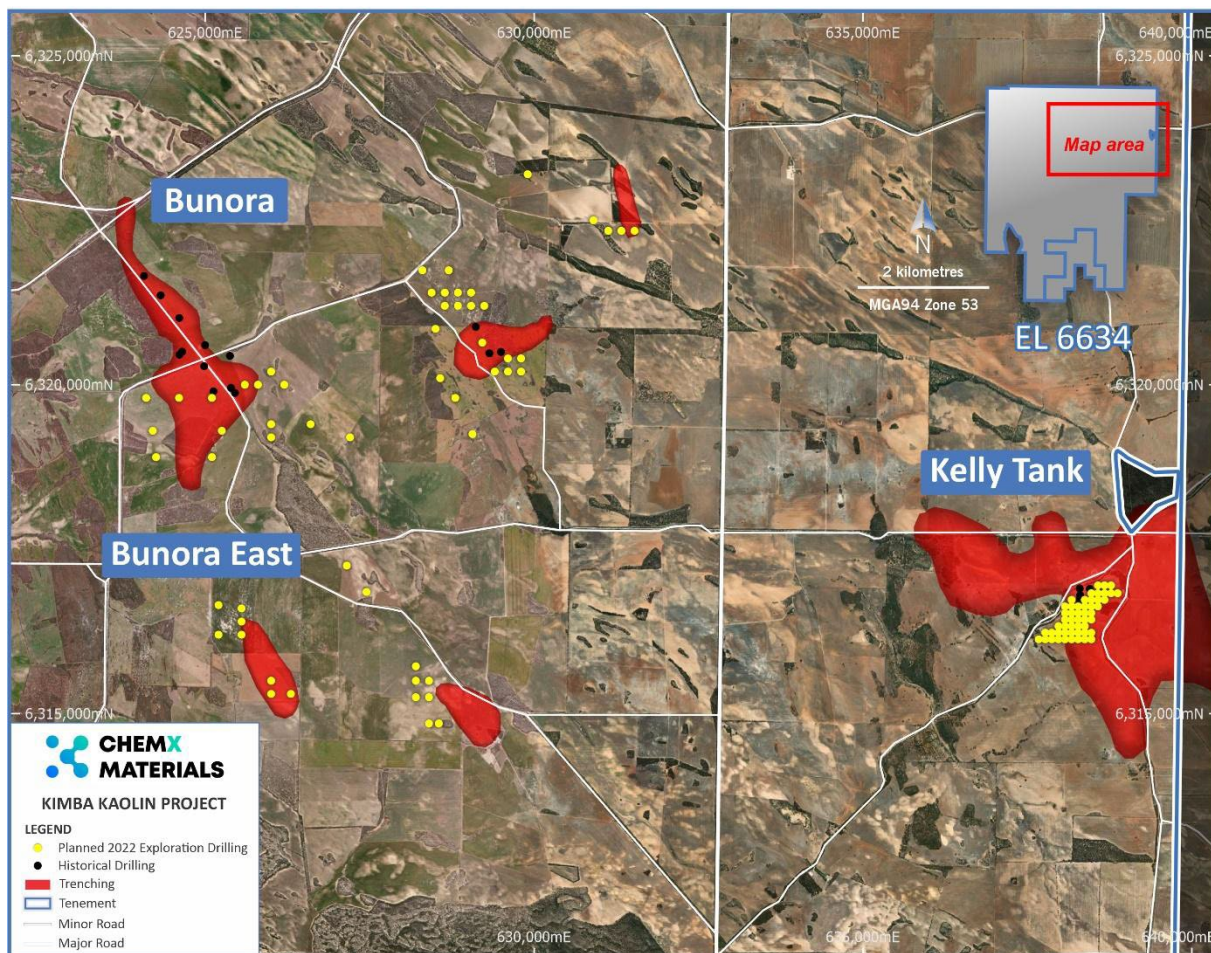 625,000mE
630,000mE
635,000mE
640,000mE
6,325,000mN
6,325,000mN
Map area
Bunora
N
2 kilometres
MGA94 Zone 53
EL 6634
6,320,000mN
6,320,000mN
Kelly Tank
Bunora East
6,315,000mN
6,315,000mN
CHEMX
MATERIALS
KIMBA KAOLIN PROJECT
LEGEND
Planned 2022 Exploration Drilling
Historical Drilling
Trenching
Tenement
Minor Road
Major Road
630,000mE
635,000mE
640,000mE